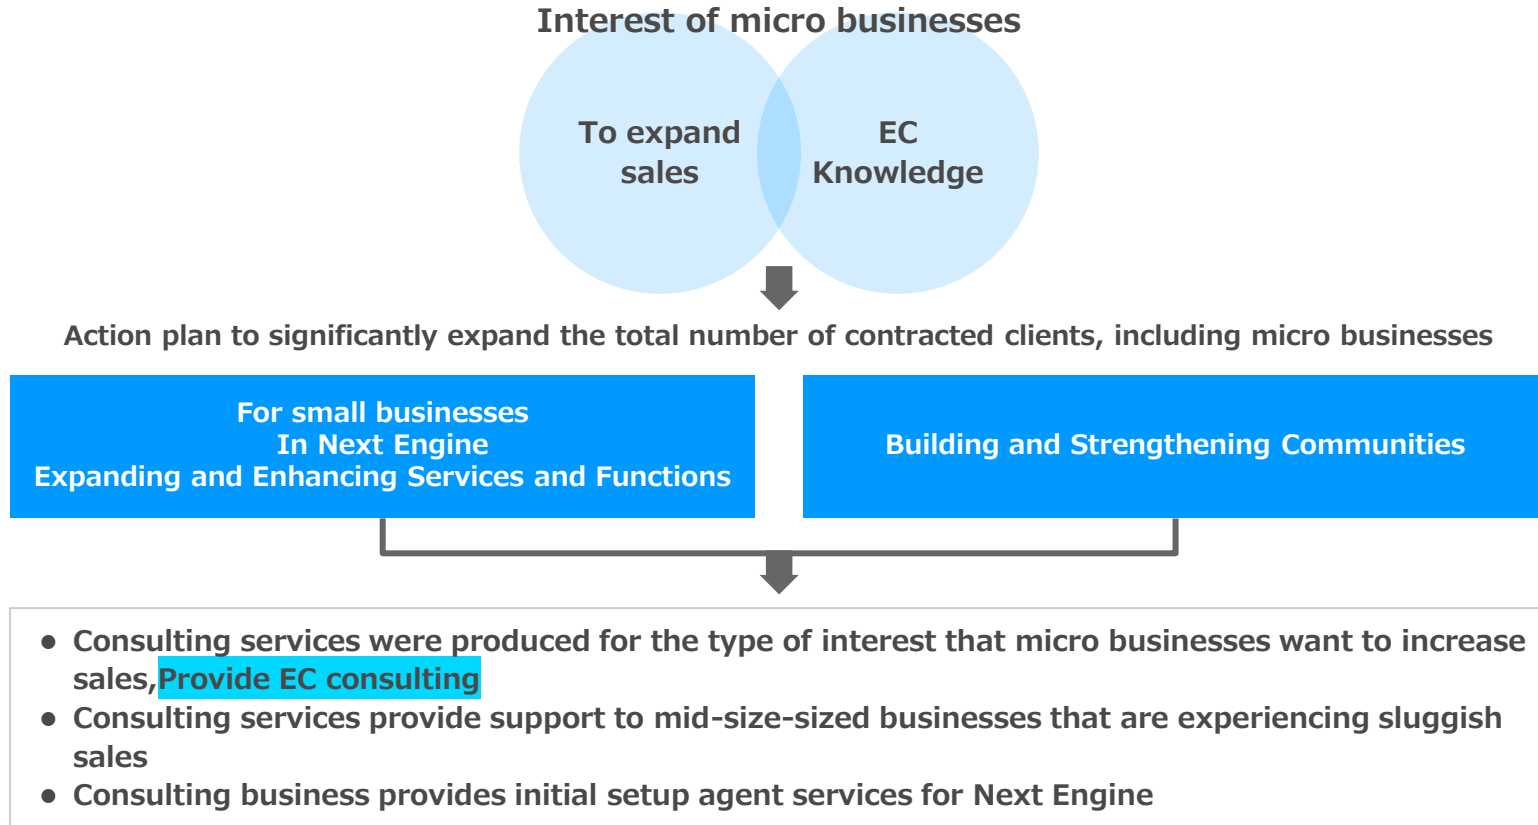 Interest of micro businesses
To expand
sales
EC
Knowledge
Action plan to significantly expand the total number of contracted clients, including micro businesses
For small businesses
In Next Engine
Expanding and Enhancing Services and Functions
Building and Strengthening Communities
● Consulting services were produced for the type of interest that micro businesses want to increase
sales,Provide EC consulting
● Consulting services provide support to mid-size-sized businesses that are experiencing sluggish
sales
● Consulting business provides initial setup agent services for Next Engine